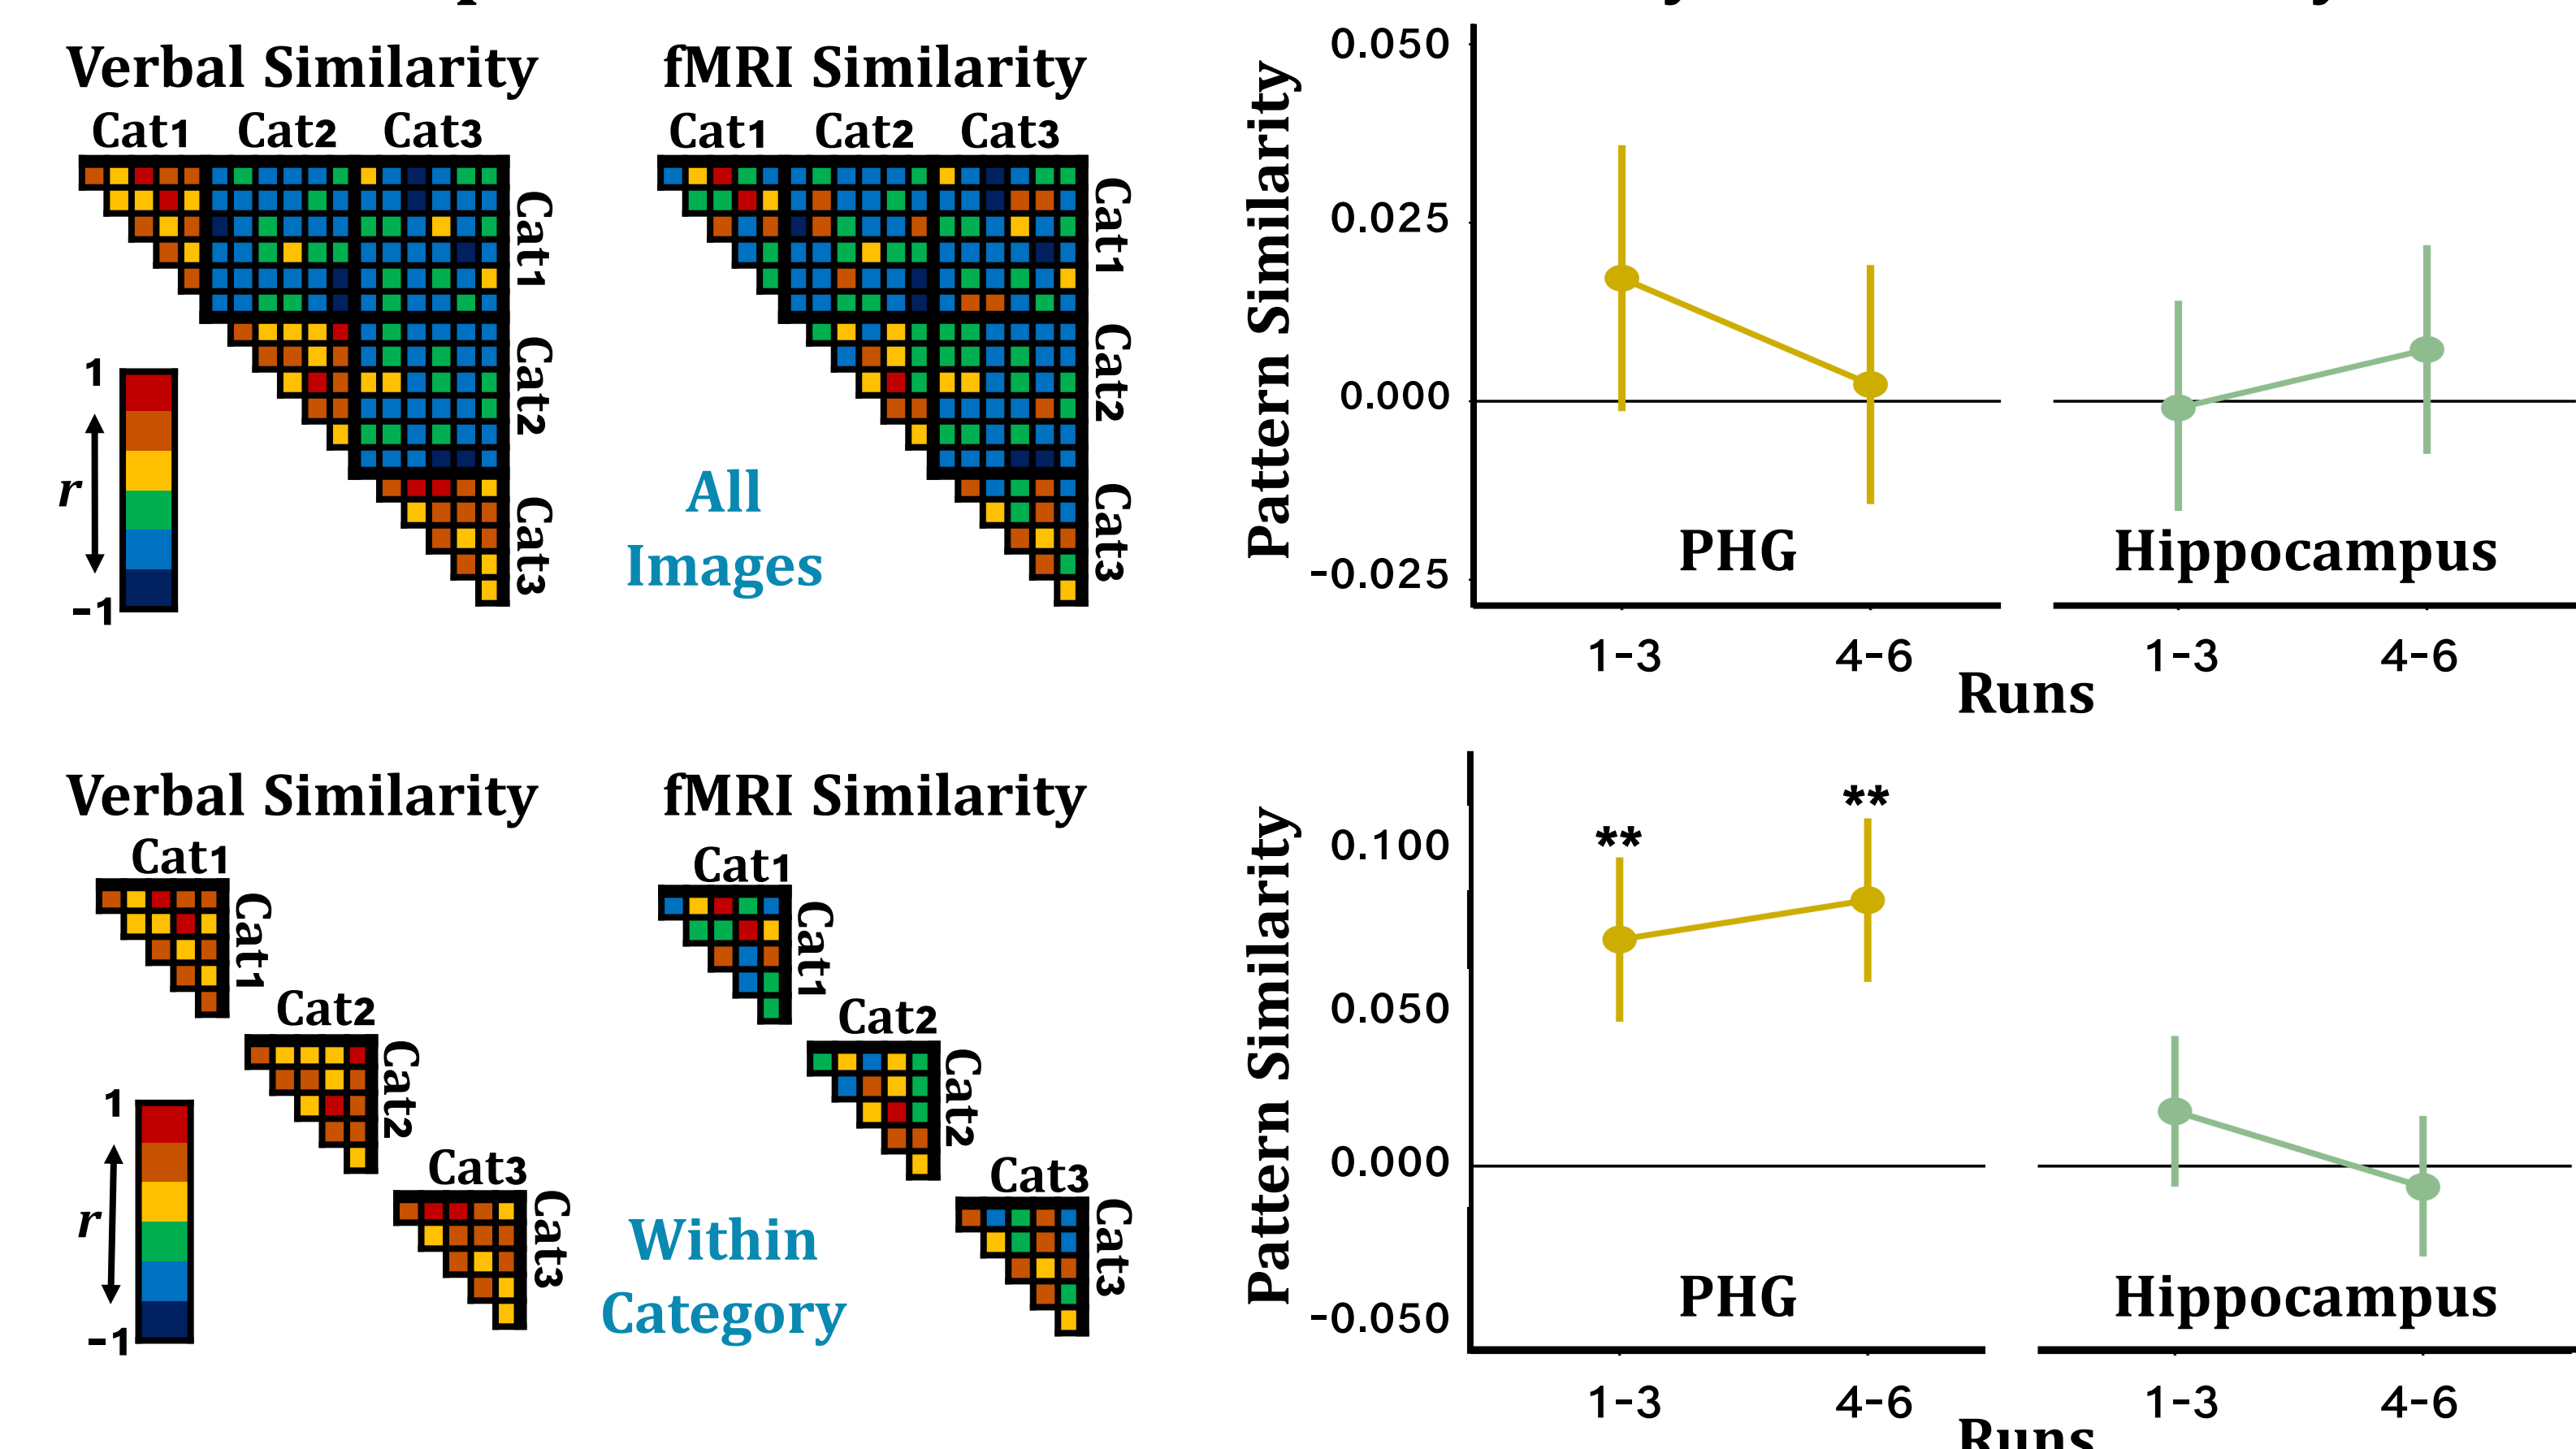 Verbal Similarity
Cat1 Cat2 Cat3
Cat1
Cat2
Cat3
1
r
-1
fMRI Similarity
Cat1 Cat2 Cat3
Cat1
Cat2
Cat3
All
Images
Pattern Similarity
0.050
0.025
0.000
-0.025
PHG
Hippocampus
1-3 4-6 1-3 4-6
Runs
Verbal Similarity
Cat1
Cat1
Cat2
Cat2
Cat3
Cat3
1
r
-1
fMRI Similarity
Cat1
Cat1
Cat2
Cat2
Cat3
Cat3
Within
Category
Pattern Similarity
0.100
0.050
0.000
-0.050
**
**
PHG
Hippocampus
1-3 4-6 1-3 4-6
Runs